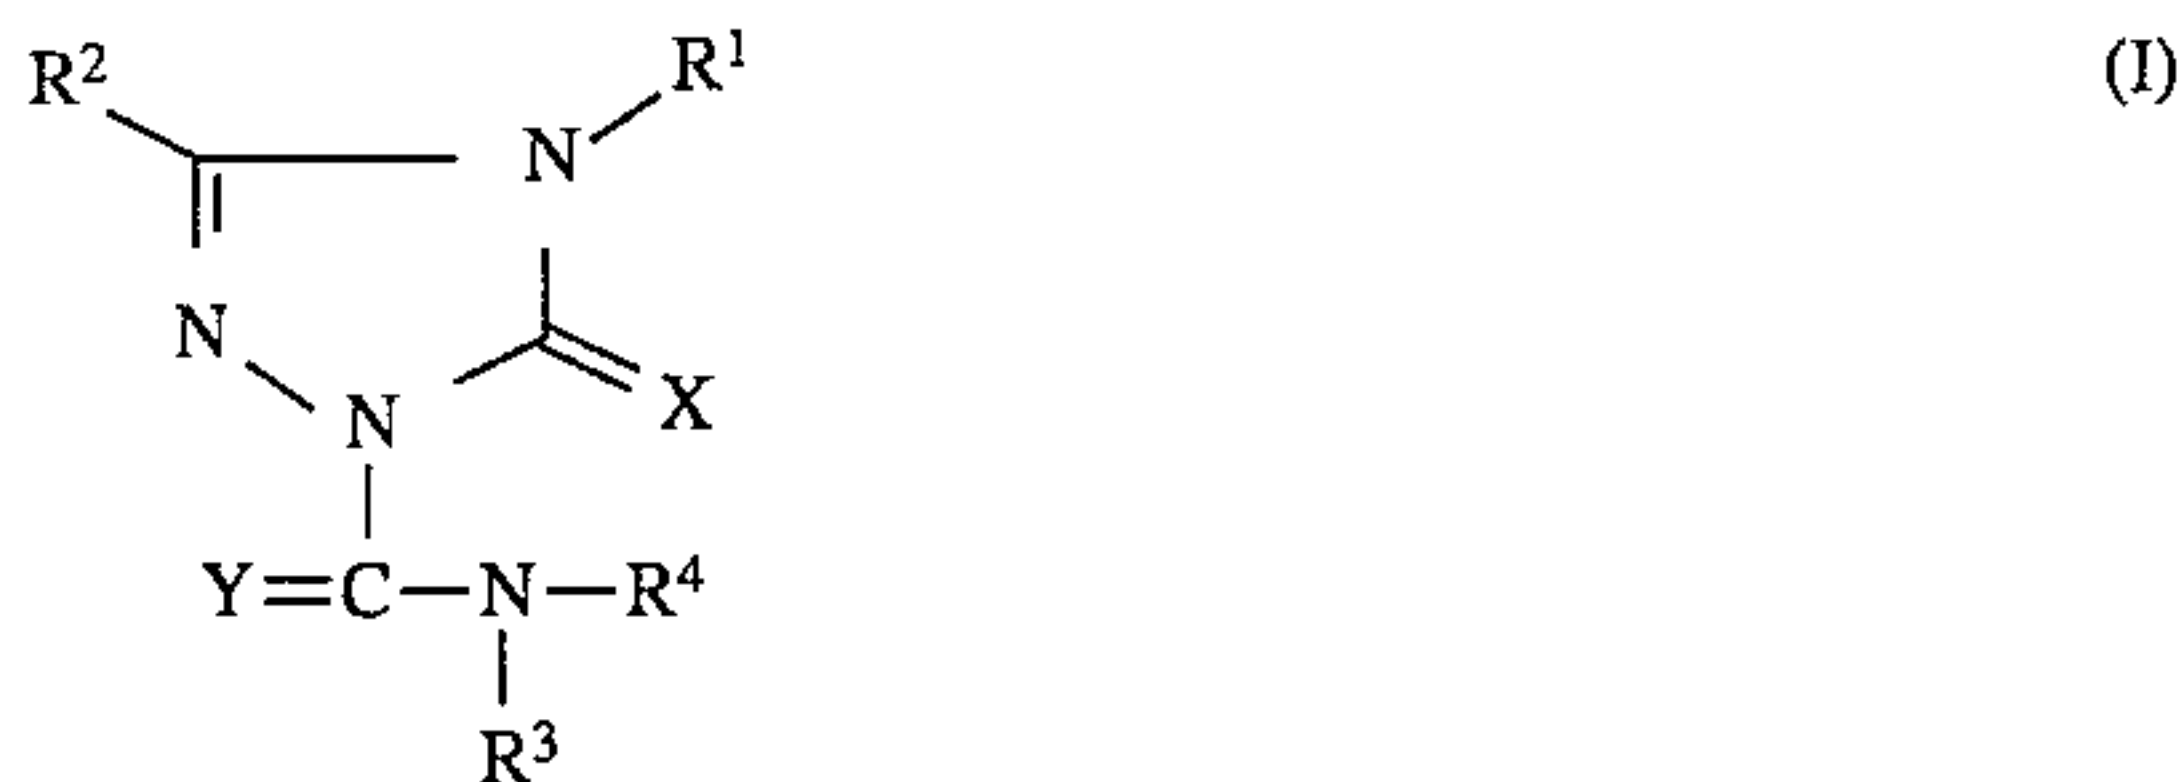 R² R¹ (I)
N
N
X
N
Y=C—N—R⁴
R³